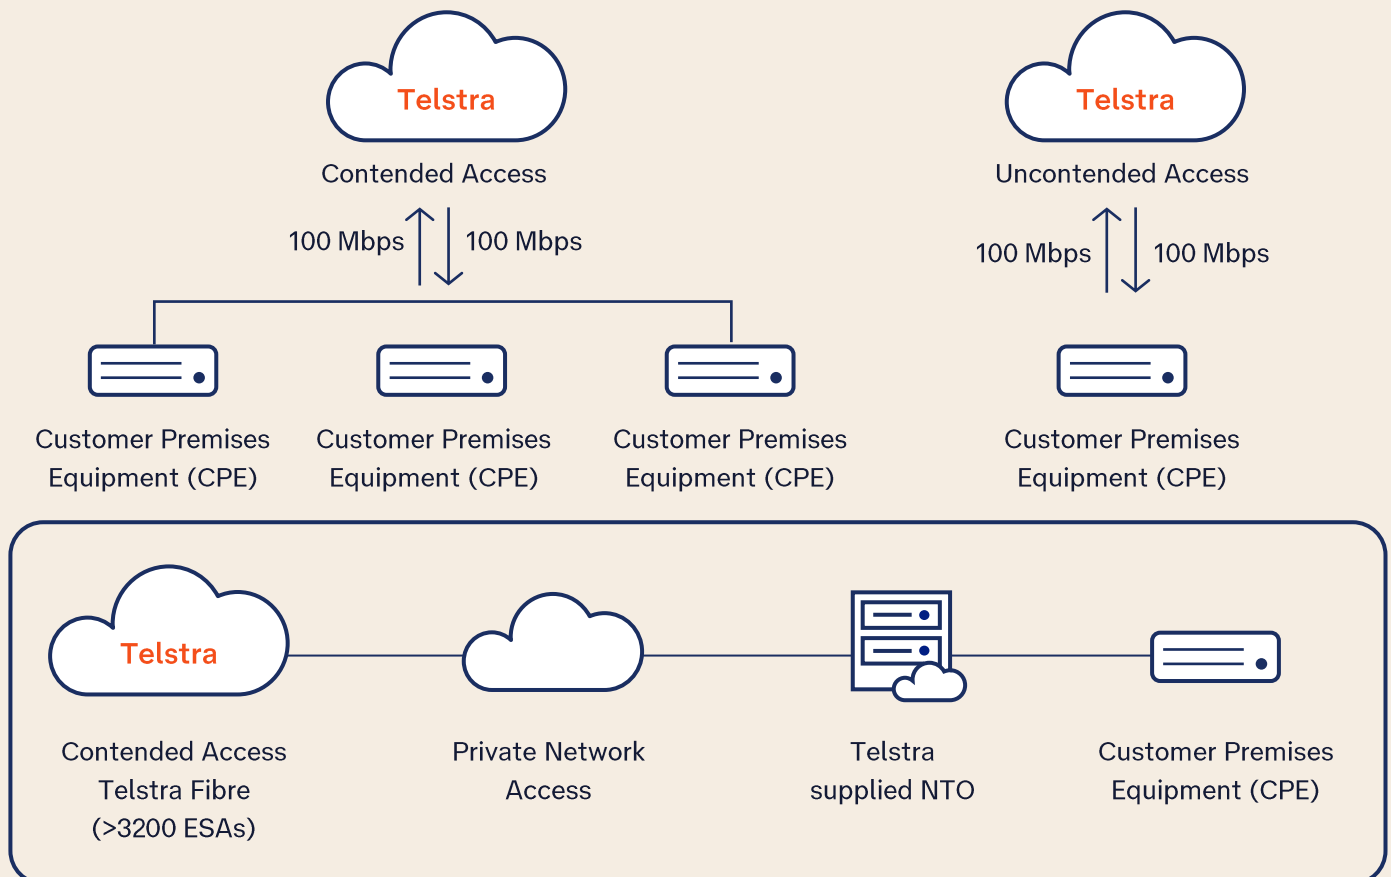 Telstra
Contended Access
100 Mbps
100 Mbps
Customer Premises
Equipment (CPE)
Customer Premises
Equipment (CPE)
Customer Premises
Equipment (CPE)
Telstra
Uncontended Access
100 Mbps
100 Mbps
Customer Premises
Equipment (CPE)
Telstra
Contended Access
Telstra Fibre
(>3200 ESAs)
Private Network
Access
Telstra
supplied NTO
Customer Premises
Equipment (CPE)